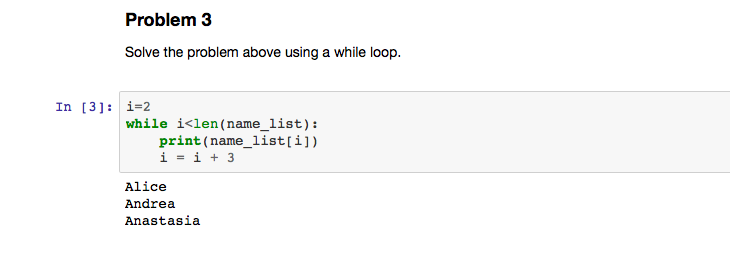 Problem 3
Solve the problem above using a while loop.
In [3]: i=2
while i<len(name_list):
    print(name_list[i])
    i = i + 3
Alice
Andrea
Anastasia